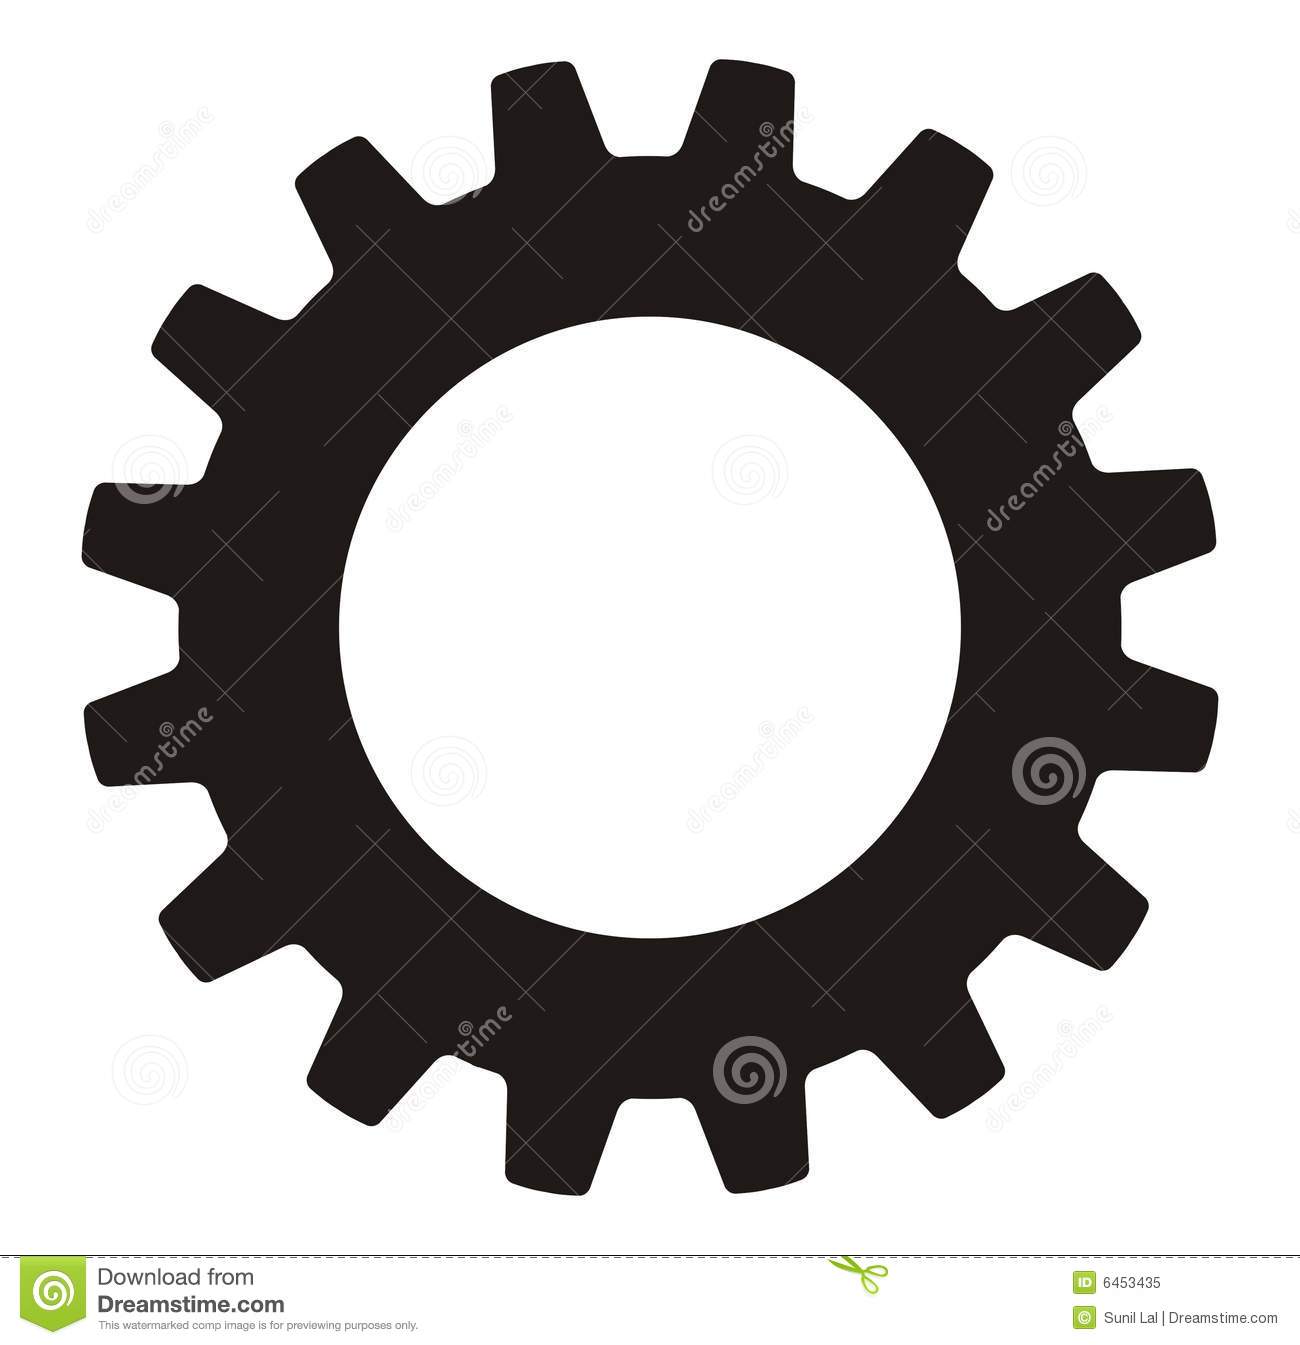 dreamstime
dreamstime
dreamstime
dreamstime
dreamstime
dreamstime
dreamstime
dreamstime
Download from
Dreamstime.com
This watermarked comp image is for previewing purposes only.
ID 6453435
© Sunil Lal | Dreamstime.com